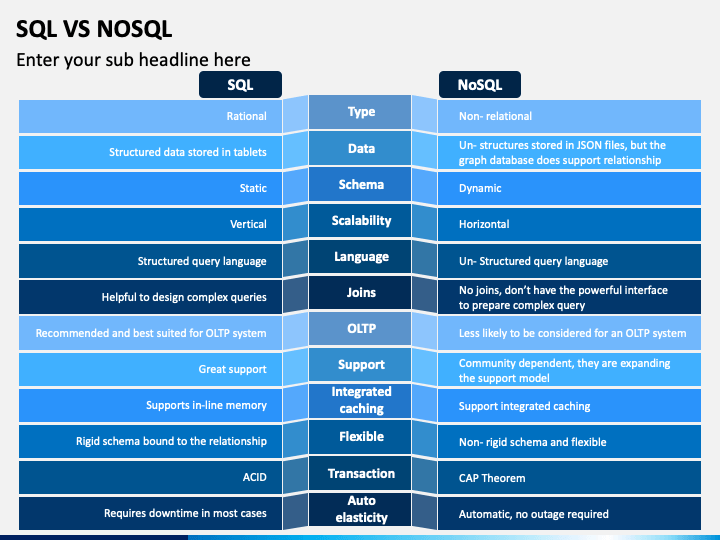 SQL VS NOSQL
Enter your sub headline here
SQL
NoSQL
Rational
Type
Non- relational
Structured data stored in tablets
Data
Un- structures stored in JSON files, but the
graph database does support relationship
Static
Schema
Dynamic
Vertical
Scalability
Horizontal
Structured query language
Language
Un- Structured query language
Helpful to design complex queries
Joins
No joins, don’t have the powerful interface
to prepare complex query
Recommended and best suited for OLTP system
OLTP
Less likely to be considered for an OLTP system
Great support
Support
Community dependent, they are expanding
the support model
Supports in-line memory
Integrated
caching
Support integrated caching
Rigid schema bound to the relationship
Flexible
Non- rigid schema and flexible
ACID
Transaction
CAP Theorem
Requires downtime in most cases
Auto
elasticity
Automatic, no outage required